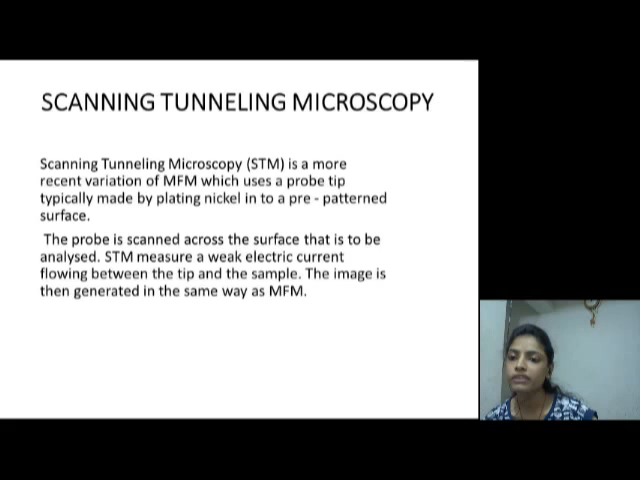 SCANNING TUNNELING MICROSCOPY
Scanning Tunneling Microscopy (STM) is a more
recent variation of MFM which uses a probe tip
typically made by plating nickel in to a pre - patterned
surface.
The probe is scanned across the surface that is to be
analysed. STM measure a weak electric current
flowing between the tip and the sample. The image is
then generated in the same way as MFM.